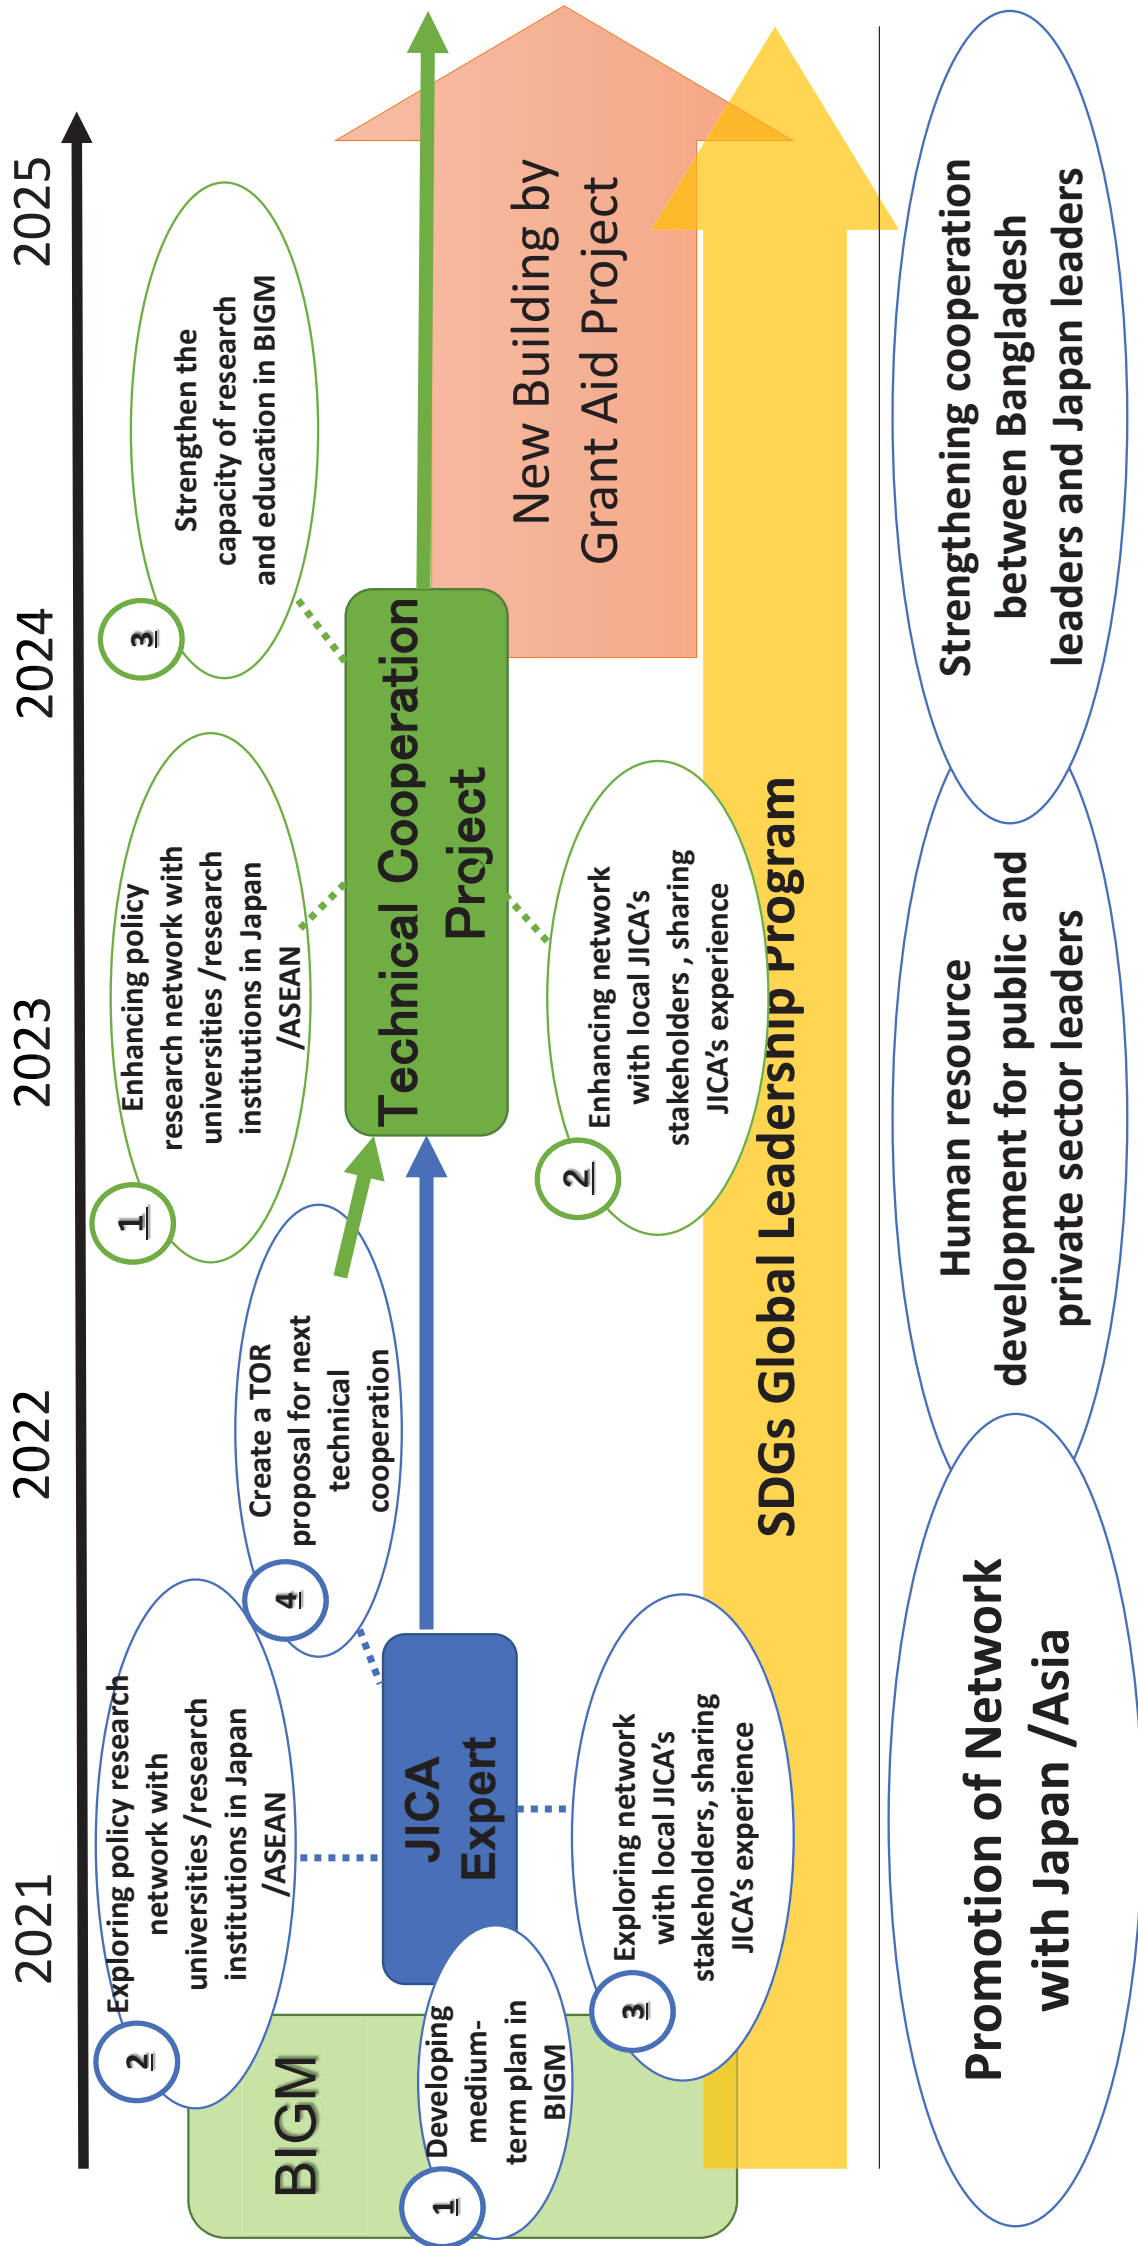 2021
2022
2023
2024
2025
BIGM
1
Developing
medium-
term plan in
BIGM
2
Exploring policy research
network with
universities /research
institutions in Japan
/ASEAN
JICA
Expert
3
Exploring network
with local JICA's
stakeholders, sharing
JICA's experience
4
Create a TOR
proposal for next
technical
cooperation
1
Enhancing policy
research network with
universities /research
institutions in Japan
/ASEAN
Technical Cooperation
Project
2
Enhancing network
with local JICA's
stakeholders , sharing
JICA's experience
3
Strengthen the
capacity of research
and education in BIGM
New Building by
Grant Aid Project
SDGs Global Leadership Program
Promotion of Network
with Japan /Asia
Human resource
development for public and
private sector leaders
Strengthening cooperation
between Bangladesh
leaders and Japan leaders